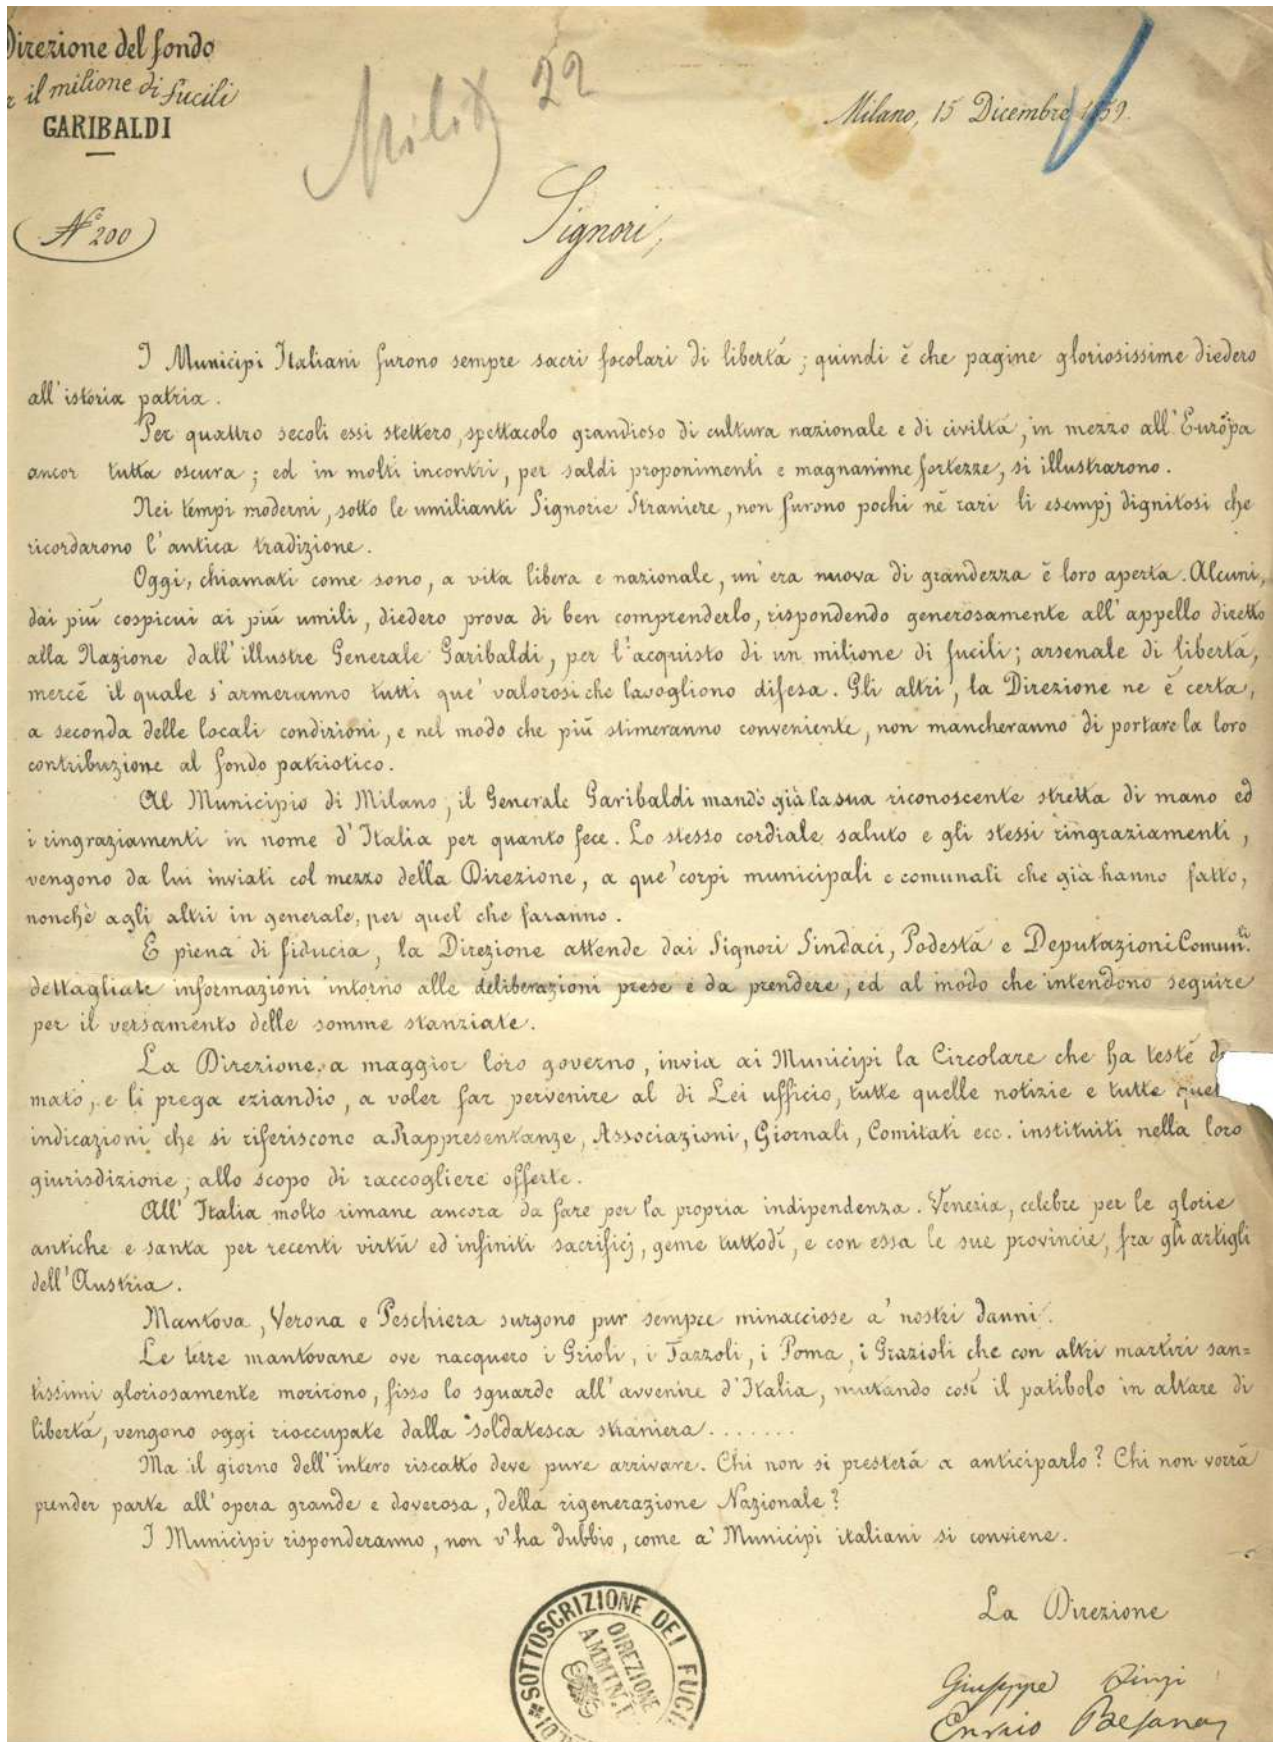 Direzione del fondo
il milione di fucili
GARIBALDI
Milit 22
Milano, 15 Dicembre 1859.
N° 200
Signori,
I Municipi Italiani furono sempre sacri focolari di libertá; quindi è che pagine gloriosissime diedero
all'istoria patria.
Per quattro secoli essi stettero, spettacolo grandioso di cultura nazionale e di civiltá, in mezzo all'Europa
ancor tutta oscura; ed in molti incontri, per saldi proponimenti e magnanime fortezze, si illustrarono.
Nei tempi moderni, sotto le umilianti Signorie Straniere, non furono pochi nè rari li esempj dignitosi che
ricordarono l'antica tradizione.
Oggi, chiamati come sono, a vita libera e nazionale, un'era nuova di grandezza è loro aperta. Alcuni,
dai più cospicui ai più umili, diedero prova di ben comprenderlo, rispondendo generosamente all'appello diretto
alla Nazione dall'illustre Generale Garibaldi, per l'acquisto di un milione di fucili; arsenale di libertá,
mercé il quale s'armeranno tutti que' valorosi che la vogliono difesa. Gli altri, la Direzione ne è certa,
a seconda delle locali condizioni, e nel modo che più stimeranno conveniente, non mancheranno di portare la loro
contribuzione al fondo patriotico.
Al Municipio di Milano, il Generale Garibaldi mandò già la sua riconoscente stretta di mano ed
i ringraziamenti in nome d'Italia per quanto fece. Lo stesso cordiale saluto e gli stessi ringraziamenti,
vengono da lui inviati col mezzo della Direzione, a que' corpi municipali e comunali che già hanno fatto,
nonchè agli altri in generale, per quel che faranno.
E piena di fiducia, la Direzione attende dai Signori Sindaci, Podestá e Deputazioni Comun.li
dettagliate informazioni intorno alle deliberazioni prese e da prendere, ed al modo che intendono seguire
per il versamento delle somme stanziate.
La Direzione, a maggior loro governo, invia ai Municipi la Circolare che ha testé
mato, e li prega eziandio, a voler far pervenire al di Lei ufficio, tutte quelle notizie e tutte quel
indicazioni che si riferiscono a Rappresentanze, Associazioni, Giornali, Comitati ecc. instituiti nella loro
giurisdizione, allo scopo di raccogliere offerte.
All'Italia molto rimane ancora da fare per la propria indipendenza. Venezia, celebre per le glorie
antiche e santa per recenti virtù ed infiniti sacrificj, geme tuttodí, e con essa le sue provincie, fra gli artigli
dell'Austria.
Mantova, Verona e Peschiera surgono pur sempre minacciose a' nostri danni.
Le terre mantovane ove nacquero i Grioli, i Tazzoli, i Poma, i Grazioli che con altri martiri san=
tissimi gloriosamente morirono, fisso lo sguardo all'avvenire d'Italia, mutando così il patibolo in altare di
libertá, vengono oggi rioccupate dalla soldatesca straniera.......
Ma il giorno dell'intero riscatto deve pure arrivare. Chi non si presterá a anticiparlo? Chi non vorrá
prender parte all'opera grande e doverosa, della rigenerazione Nazionale?
I Municipi risponderanno, non v'ha dubbio, come a' Municipi italiani si conviene.
La Direzione
Giuseppe Finzi
Enrico Besana
SOTTOSCRIZIONE DEI FUCI
DIREZIONE
AMMTN.T